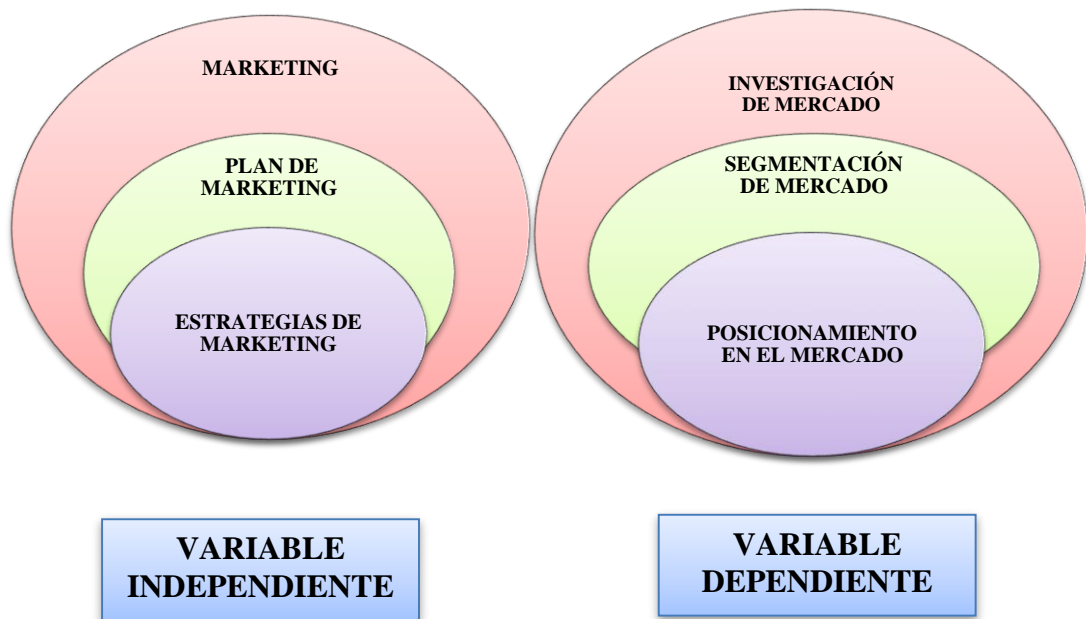 MARKETING
PLAN DE
MARKETING
ESTRATEGIAS DE
MARKETING
VARIABLE
INDEPENDIENTE
INVESTIGACIÓN
DE MERCADO
SEGMENTACIÓN
DE MERCADO
POSICIONAMIENTO
EN EL MERCADO
VARIABLE
DEPENDIENTE